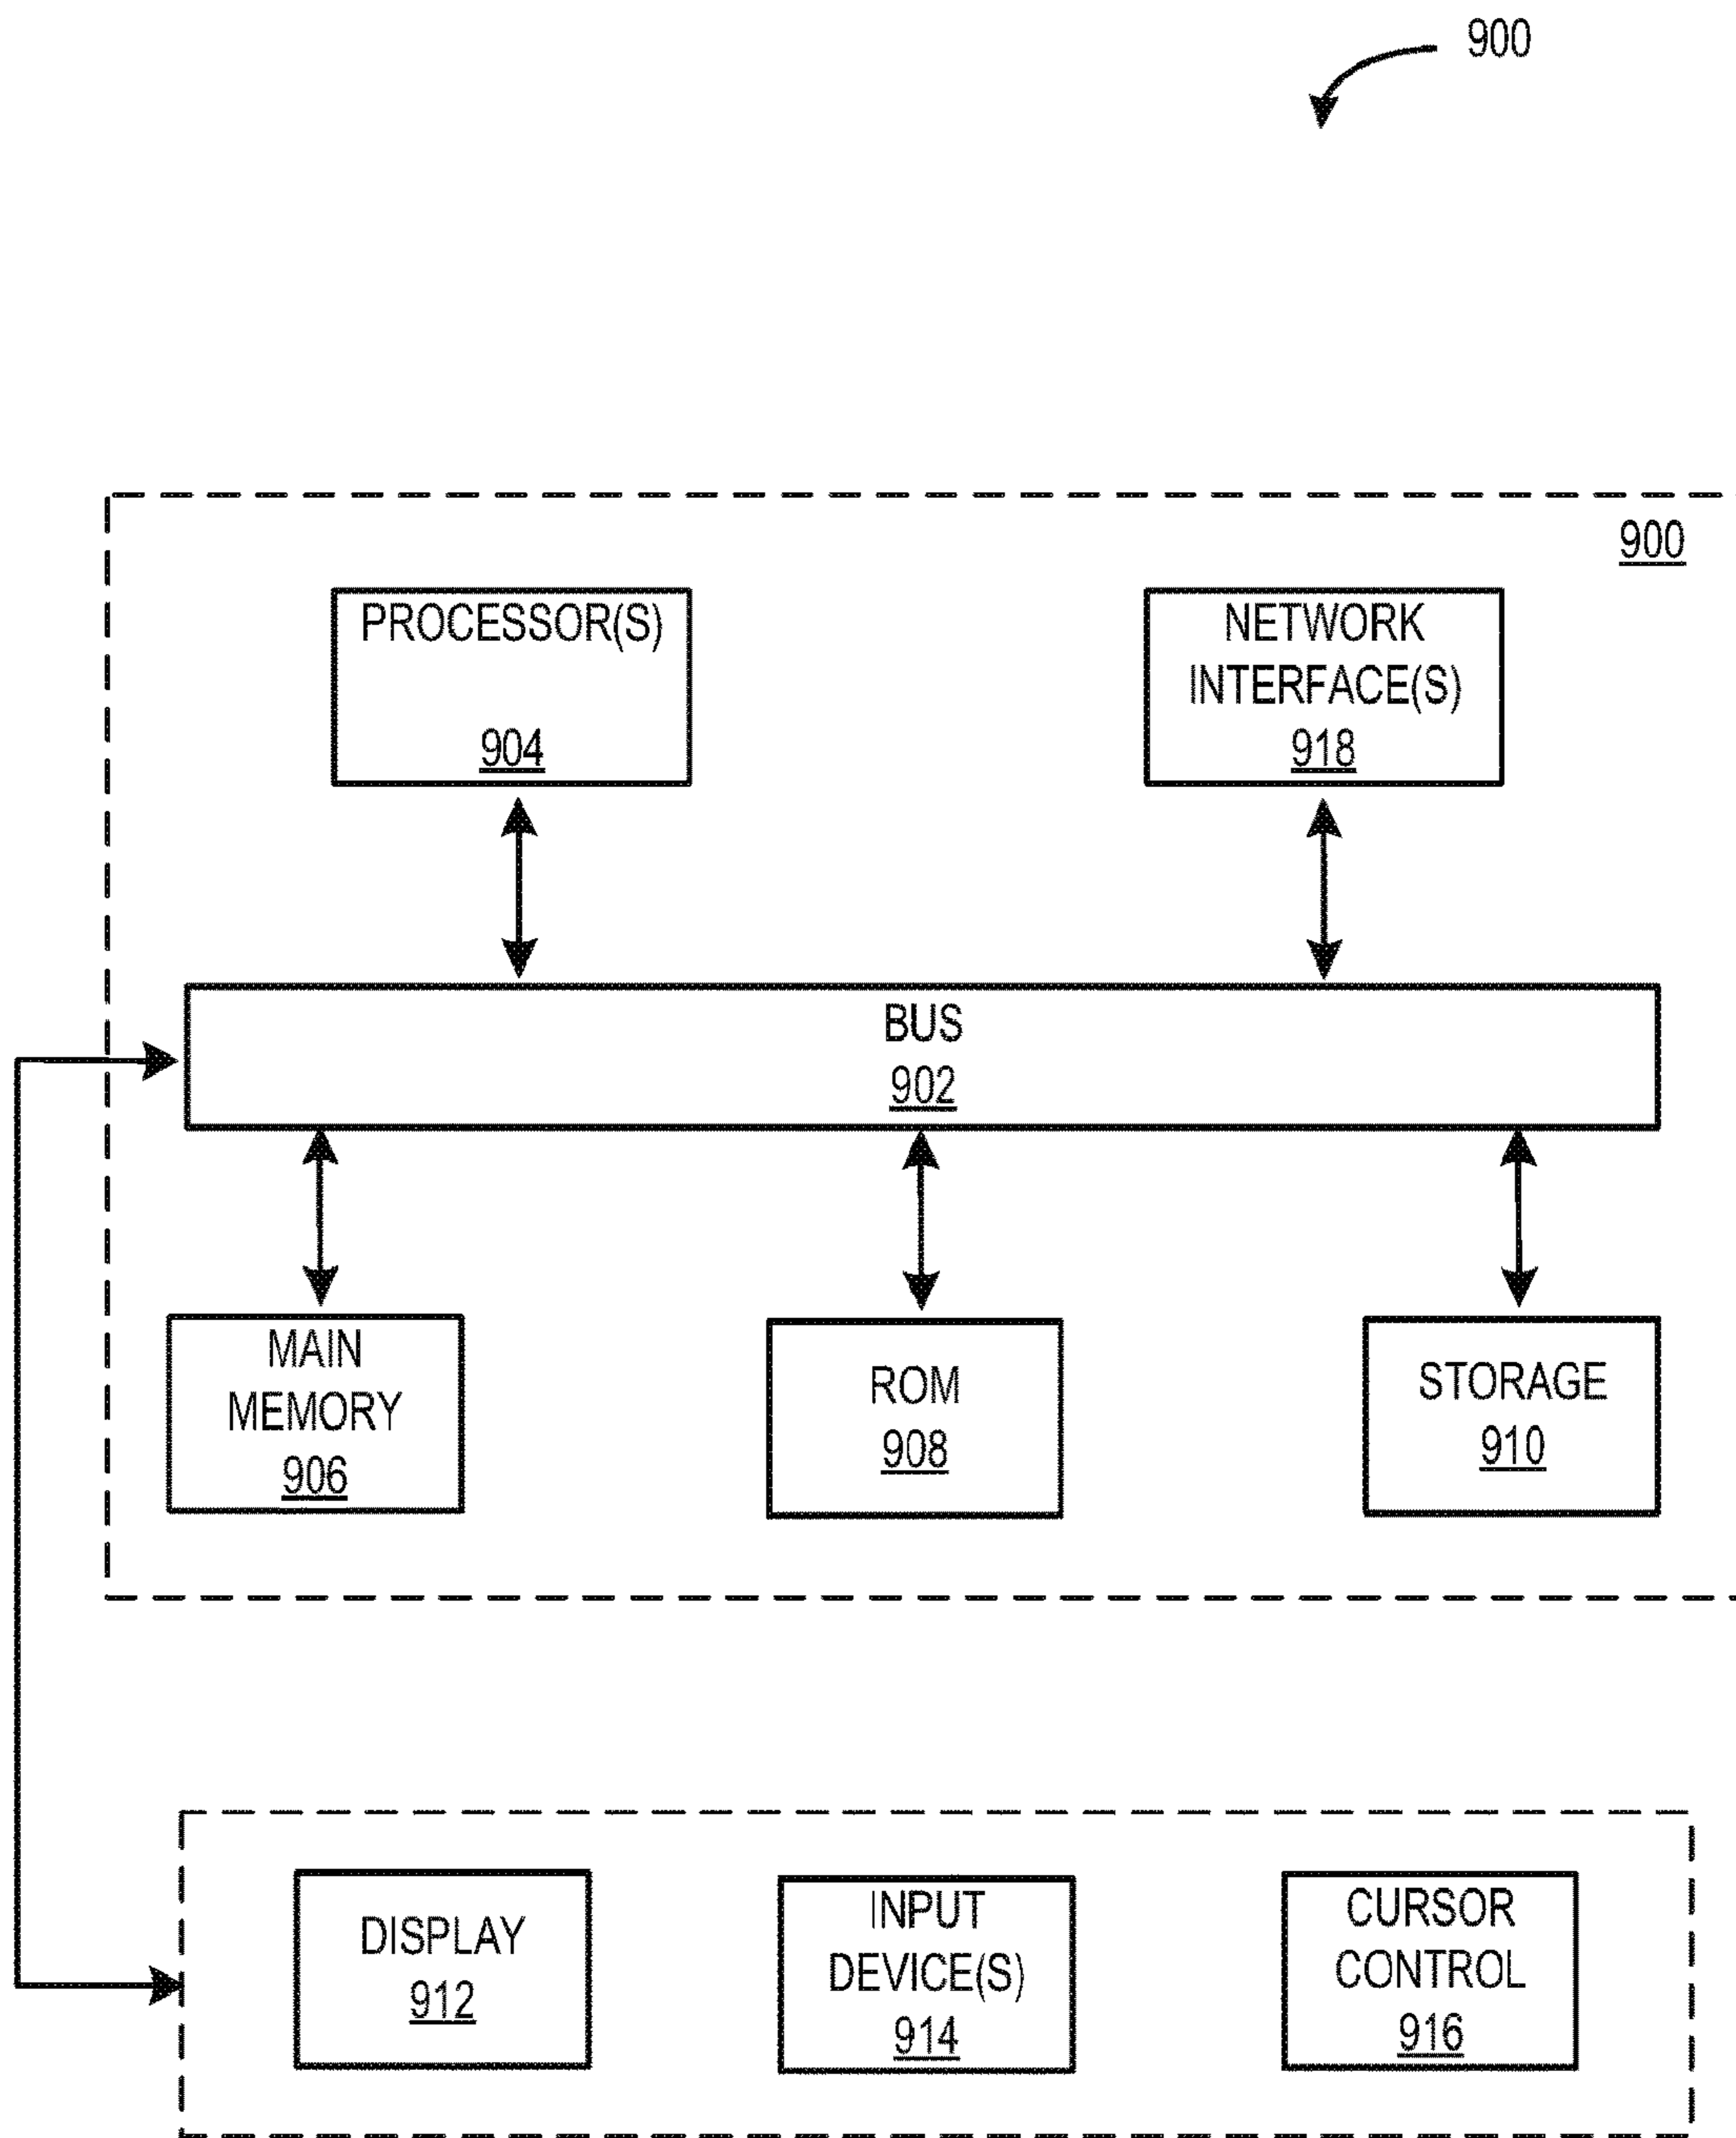 900
900
PROCESSOR(S)
904
NETWORK
INTERFACE(S)
918
BUS
902
MAIN
MEMORY
906
ROM
908
STORAGE
910
DISPLAY
912
INPUT
DEVICE(S)
914
CURSOR
CONTROL
916